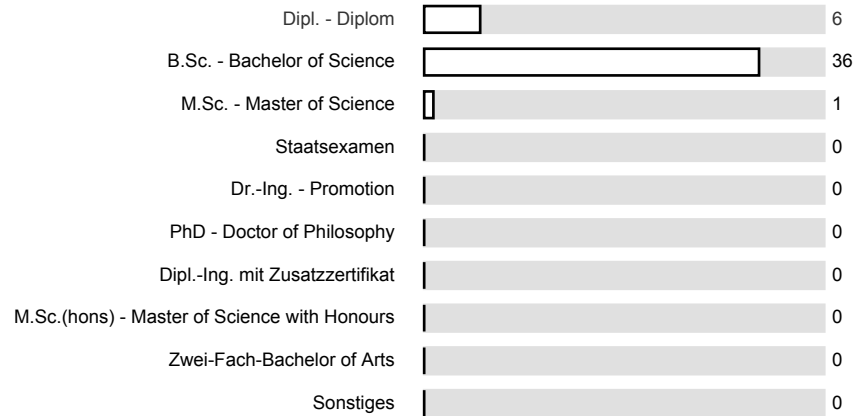 Dipl. - Diplom 6
B.Sc. - Bachelor of Science 36
M.Sc. - Master of Science 1
Staatsexamen 0
Dr.-Ing. - Promotion 0
PhD - Doctor of Philosophy 0
Dipl.-Ing. mit Zusatzzertifikat 0
M.Sc.(hons) - Master of Science with Honours 0
Zwei-Fach-Bachelor of Arts 0
Sonstiges 0